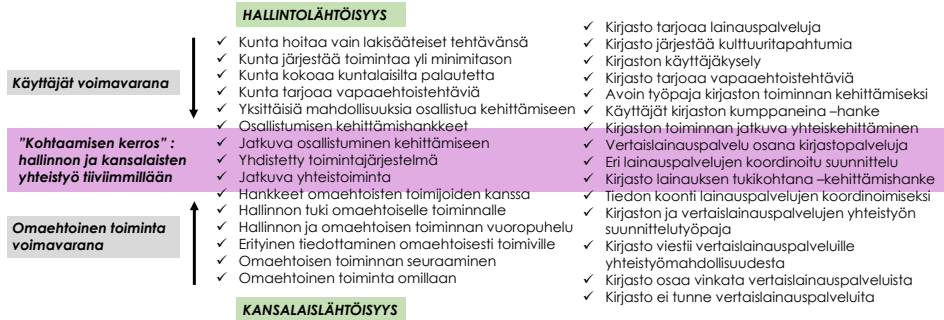 HALLINTOLÄHTÖISYYS
Käyttäjät voimavarana
"Kohtaamisen kerros" :
hallinnon ja kansalaisten
yhteistyö tiiviimmillään
Omaehtoinen toiminta
voimavarana
✓ Kunta hoitaa vain lakisääteiset tehtävänsä
✓ Kunta järjestää toimintaa yli minimitason
✓ Kunta kokoaa kuntalaisilta palautetta
✓ Kunta tarjoaa vapaaehtoistehtäviä
✓ Yksittäisiä mahdollisuuksia osallistua kehittämiseen
✓ Osallistumisen kehittämishankkeet
✓ Jatkuva osallistuminen kehittämiseen
✓ Yhdistetty toimintajärjestelmä
✓ Jatkuva yhteistoiminta
✓ Hankkeet omaehtoisten toimijoiden kanssa
✓ Hallinnon tuki omaehtoiselle toiminnalle
✓ Hallinnon ja omaehtoisen toiminnan vuoropuhelu
✓ Erityinen tiedottaminen omaehtoisesti toimiville
✓ Omaehtoisen toiminnan seuraaminen
✓ Omaehtoinen toiminta omillaan
KANSALAISLÄHTÖISYYS
✓ Kirjasto tarjoaa lainauspalveluja
✓ Kirjasto järjestää kulttuuritapahtumia
✓ Kirjaston käyttäjäkysely
✓ Kirjasto tarjoaa vapaaehtoistehtäviä
✓ Avoin työpaja kirjaston toiminnan kehittämiseksi
✓ Käyttäjät kirjaston kumppaneina –hanke
✓ Kirjaston toiminnan jatkuva yhteiskehittäminen
✓ Vertaislainauspalvelu osana kirjastopalveluja
✓ Eri lainauspalvelujen koordinoitu suunnittelu
✓ Kirjasto lainauksen tukikohtana –kehittämishanke
✓ Tiedon koonti lainauspalvelujen koordinoimiseksi
✓ Kirjaston ja vertaislainauspalvelujen yhteistyön
suunnittelutyöpaja
✓ Kirjasto viestii vertaislainauspalveluille
yhteistyömahdollisuudesta
✓ Kirjasto osaa vinkata vertaislainauspalveluista
✓ Kirjasto ei tunne vertaislainauspalveluita